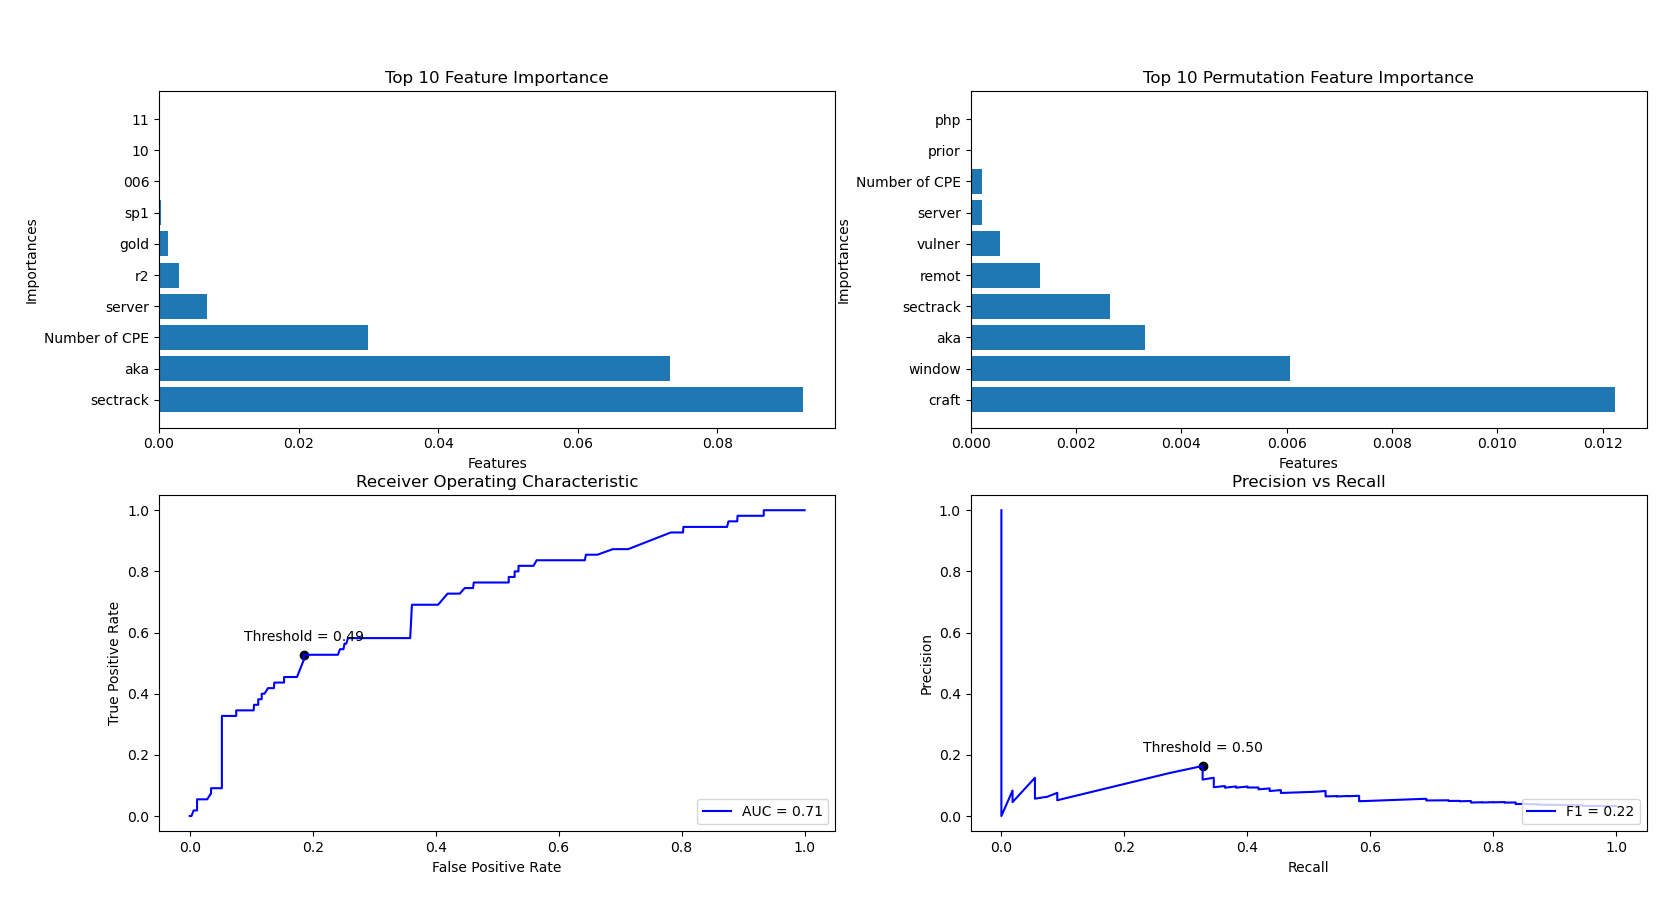 Top 10 Feature Importance
11
10
006
sp1
gold
r2
server
Number of CPE
aka
sectrack
Importances
0.00 0.02 0.04 0.06 0.08
Features
Top 10 Permutation Feature Importance
php
prior
Number of CPE
server
vulner
remot
sectrack
aka
window
craft
Importances
0.000 0.002 0.004 0.006 0.008 0.010 0.012
Features
Receiver Operating Characteristic
1.0
0.8
0.6
0.4
0.2
0.0
True Positive Rate
Threshold = 0.49
AUC = 0.71
0.0 0.2 0.4 0.6 0.8 1.0
False Positive Rate
Precision vs Recall
1.0
0.8
0.6
0.4
0.2
0.0
Precision
Threshold = 0.50
F1 = 0.22
0.0 0.2 0.4 0.6 0.8 1.0
Recall